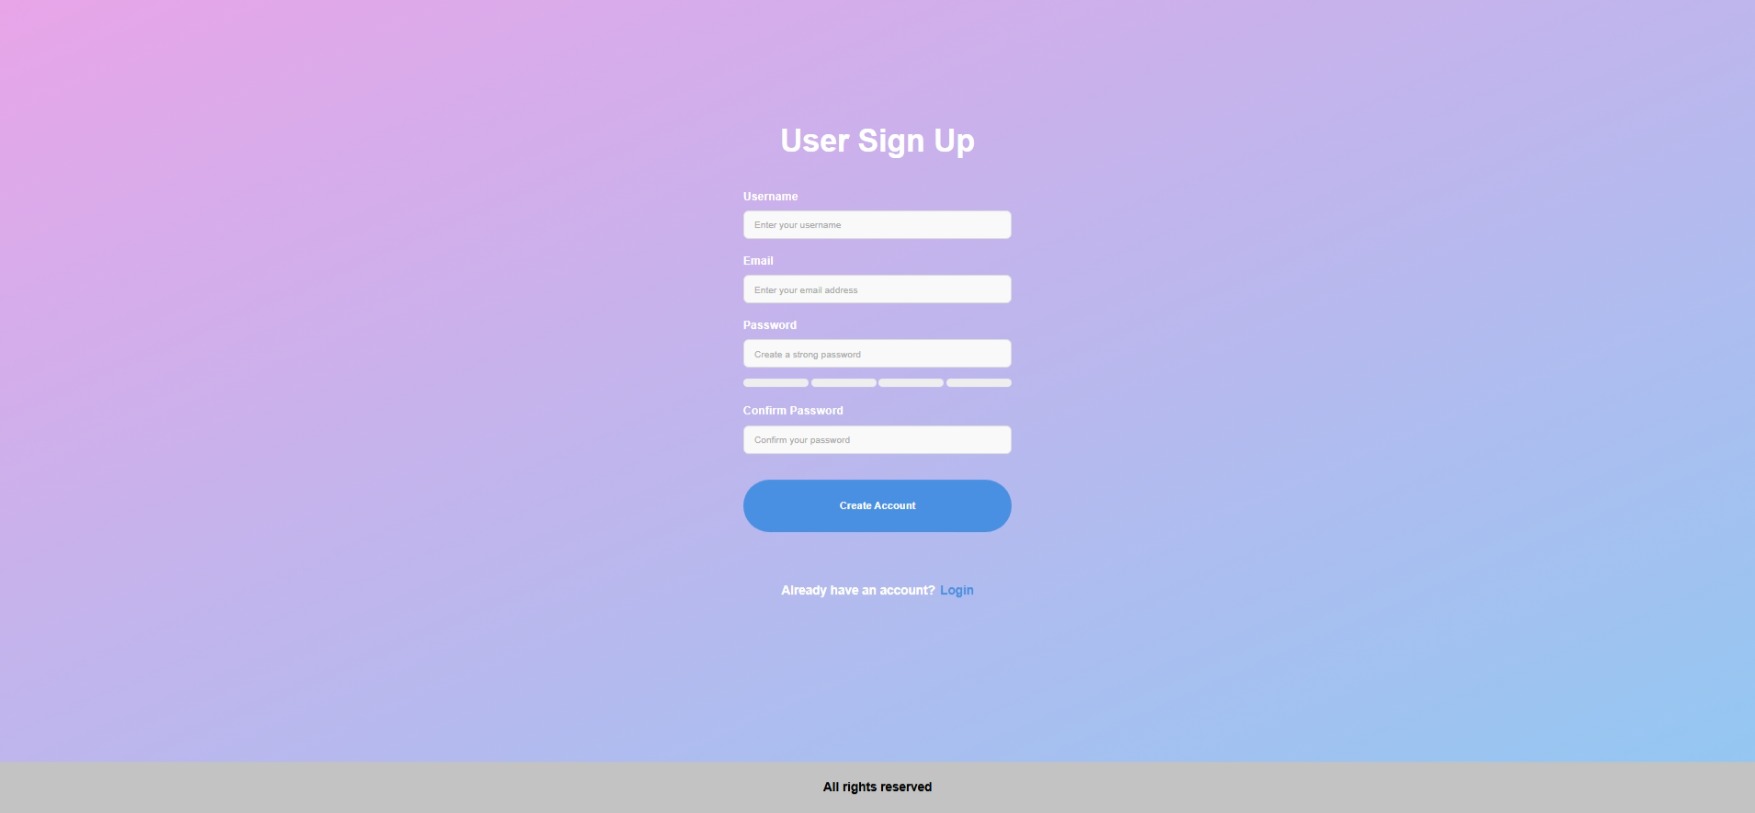 User Sign Up
Username
Enter your username
Email
Enter your email address
Password
Create a strong password
Confirm Password
Confirm your password
Create Account
Already have an account? Login
All rights reserved